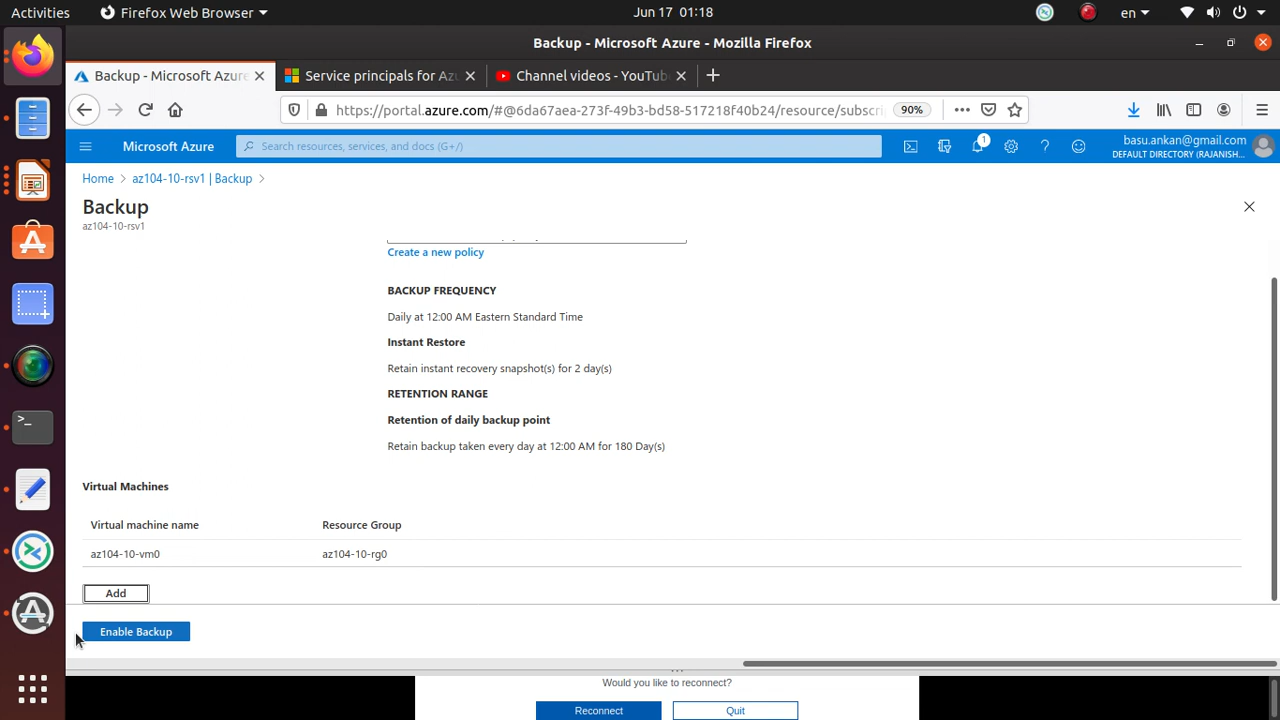 Activities Firefox Web Browser Jun 17 01:18 en
Backup - Microsoft Azure - Mozilla Firefox
Backup - Microsoft Azure Service principals for Az Channel videos - YouTub
https://portal.azure.com/#@6da67aea-273f-49b3-bd58-517218f40b24/resource/subscri 90%
Microsoft Azure Search resources, services, and docs (G+/) 1 basu.ankan@gmail.com
DEFAULT DIRECTORY (RAJANISH...
Home > az104-10-rsv1 | Backup >
Backup
az104-10-rsv1
Create a new policy
BACKUP FREQUENCY
Daily at 12:00 AM Eastern Standard Time
Instant Restore
Retain instant recovery snapshot(s) for 2 day(s)
RETENTION RANGE
Retention of daily backup point
Retain backup taken every day at 12:00 AM for 180 Day(s)
Virtual Machines
Virtual machine name Resource Group
az104-10-vm0 az104-10-rg0
Add
Enable Backup
Would you like to reconnect?
Reconnect Quit